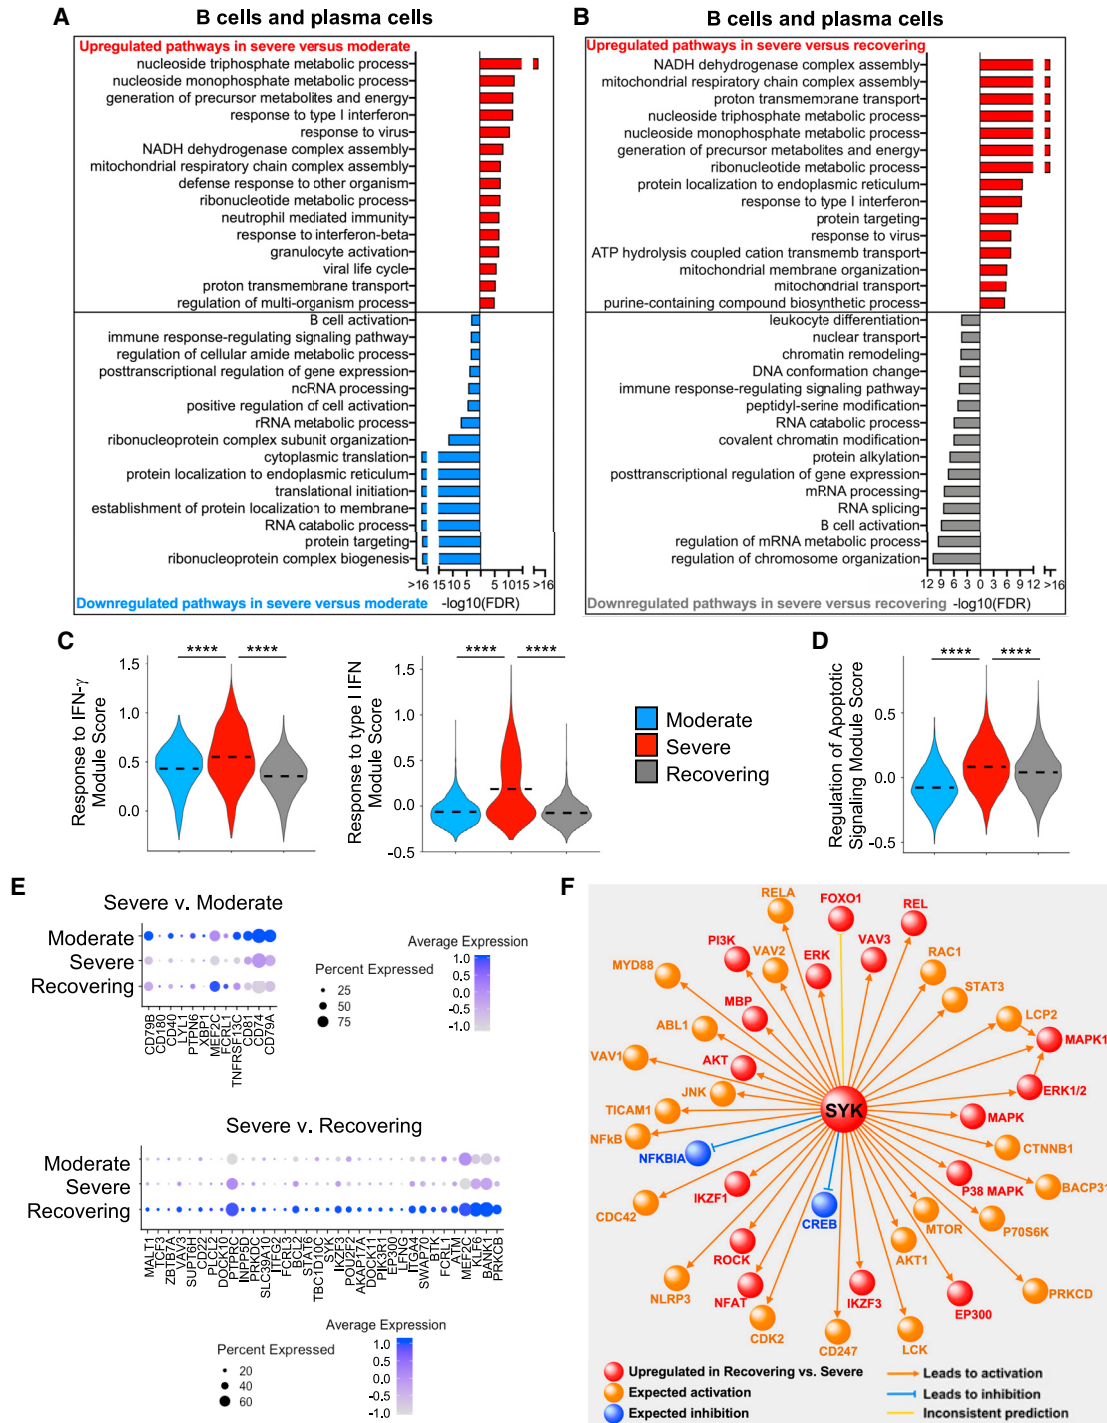 A
B cells and plasma cells
Upregulated pathways in severe versus moderate
nucleoside triphosphate metabolic process
nucleoside monophosphate metabolic process
generation of precursor metabolites and energy
response to type I interferon
response to virus
NADH dehydrogenase complex assembly
mitochondrial respiratory chain complex assembly
defense response to other organism
ribonucleotide metabolic process
neutrophil mediated immunity
response to interferon-beta
granulocyte activation
viral life cycle
proton transmembrane transport
regulation of multi-organism process
B cell activation
immune response-regulating signaling pathway
regulation of cellular amide metabolic process
posttranscriptional regulation of gene expression
ncRNA processing
positive regulation of cell activation
rRNA metabolic process
ribonucleoprotein complex subunit organization
cytoplasmic translation
protein localization to endoplasmic reticulum
translational initiation
establishment of protein localization to membrane
RNA catabolic process
protein targeting
ribonucleoprotein complex biogenesis
>16 15 10 5 5 10 15 >16
Downregulated pathways in severe versus moderate -log10(FDR)
B
B cells and plasma cells
Upregulated pathways in severe versus recovering
NADH dehydrogenase complex assembly
mitochondrial respiratory chain complex assembly
proton transmembrane transport
nucleoside triphosphate metabolic process
nucleoside monophosphate metabolic process
generation of precursor metabolites and energy
ribonucleotide metabolic process
protein localization to endoplasmic reticulum
response to type I interferon
protein targeting
response to virus
ATP hydrolysis coupled cation transmemb transport
mitochondrial membrane organization
mitochondrial transport
purine-containing compound biosynthetic process
leukocyte differentiation
nuclear transport
chromatin remodeling
DNA conformation change
immune response-regulating signaling pathway
peptidyl-serine modification
RNA catabolic process
covalent chromatin modification
protein alkylation
posttranscriptional regulation of gene expression
mRNA processing
RNA splicing
B cell activation
regulation of mRNA metabolic process
regulation of chromosome organization
12 9 6 3 0 3 6 9 12 >16
Downregulated pathways in severe versus recovering -log10(FDR)
C
Response to IFN-γ
Module Score
1.5
1.0
0.5
0.0
**** ****
Response to type I IFN
Module Score
1.5
1.0
0.5
0.0
-0.5
**** ****
Moderate
Severe
Recovering
D
Regulation of Apoptotic
Signaling Module Score
0.5
0.0
-0.5
**** ****
E
Severe v. Moderate
Moderate
Severe
Recovering
CD79B
CD180
CD40
LYL1
PTPN6
XBP1
MEF2C
FCRL1
TNFRSF13C
CD81
CD74
CD79A
Percent Expressed
25
50
75
Average Expression
1.0
0.5
0.0
-0.5
-1.0
Severe v. Recovering
Moderate
Severe
Recovering
MALT1
TCF3
ZBTB7A
VAV3
SUPT6H
CD22
PLCL2
DOCK10
PTPRC
INPP5D
PRKD2
SLC39A10
ITFG2
FCRL3
BCL2
STAT6
TBC1D10C
SYK
IKZF3
POU2F2
AKAP17A
DOCK11
PIK3R1
EP300
LFNG
ITGA4
SWAP70
BTK
FCRL1
ATM
MEF2C
KLF6
BANK1
PRKCB
Percent Expressed
20
40
60
Average Expression
1.0
0.5
0.0
-0.5
-1.0
F
RELA
FOXO1
REL
PI3K
VAV2
ERK
VAV3
RAC1
MYD88
STAT3
MBP
LCP2
ABL1
MAPK1
VAV1
AKT
JNK
ERK1/2
SYK
TICAM1
MAPK
NFkB
CTNNB1
NFKBIA
P38 MAPK
BACP31
IKZF1
CDC42
CREB
MTOR
P70S6K
ROCK
AKT1
NLRP3
NFAT
IKZF3
PRKCD
EP300
CDK2
CD247
LCK
Upregulated in Recovering vs. Severe
Expected activation
Expected inhibition
Leads to activation
Leads to inhibition
Inconsistent prediction